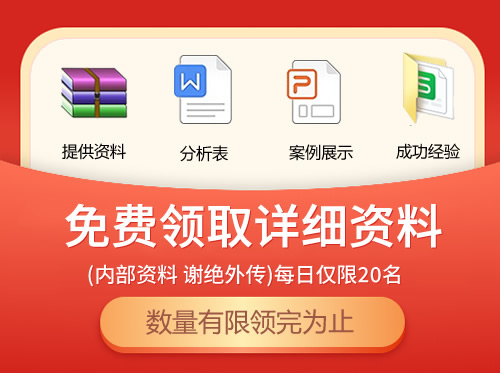 提供资料 分析表 案例展示 成功经验
免费领取详细资料
(内部资料 谢绝外传)每日仅限20名
数量有限领完为止